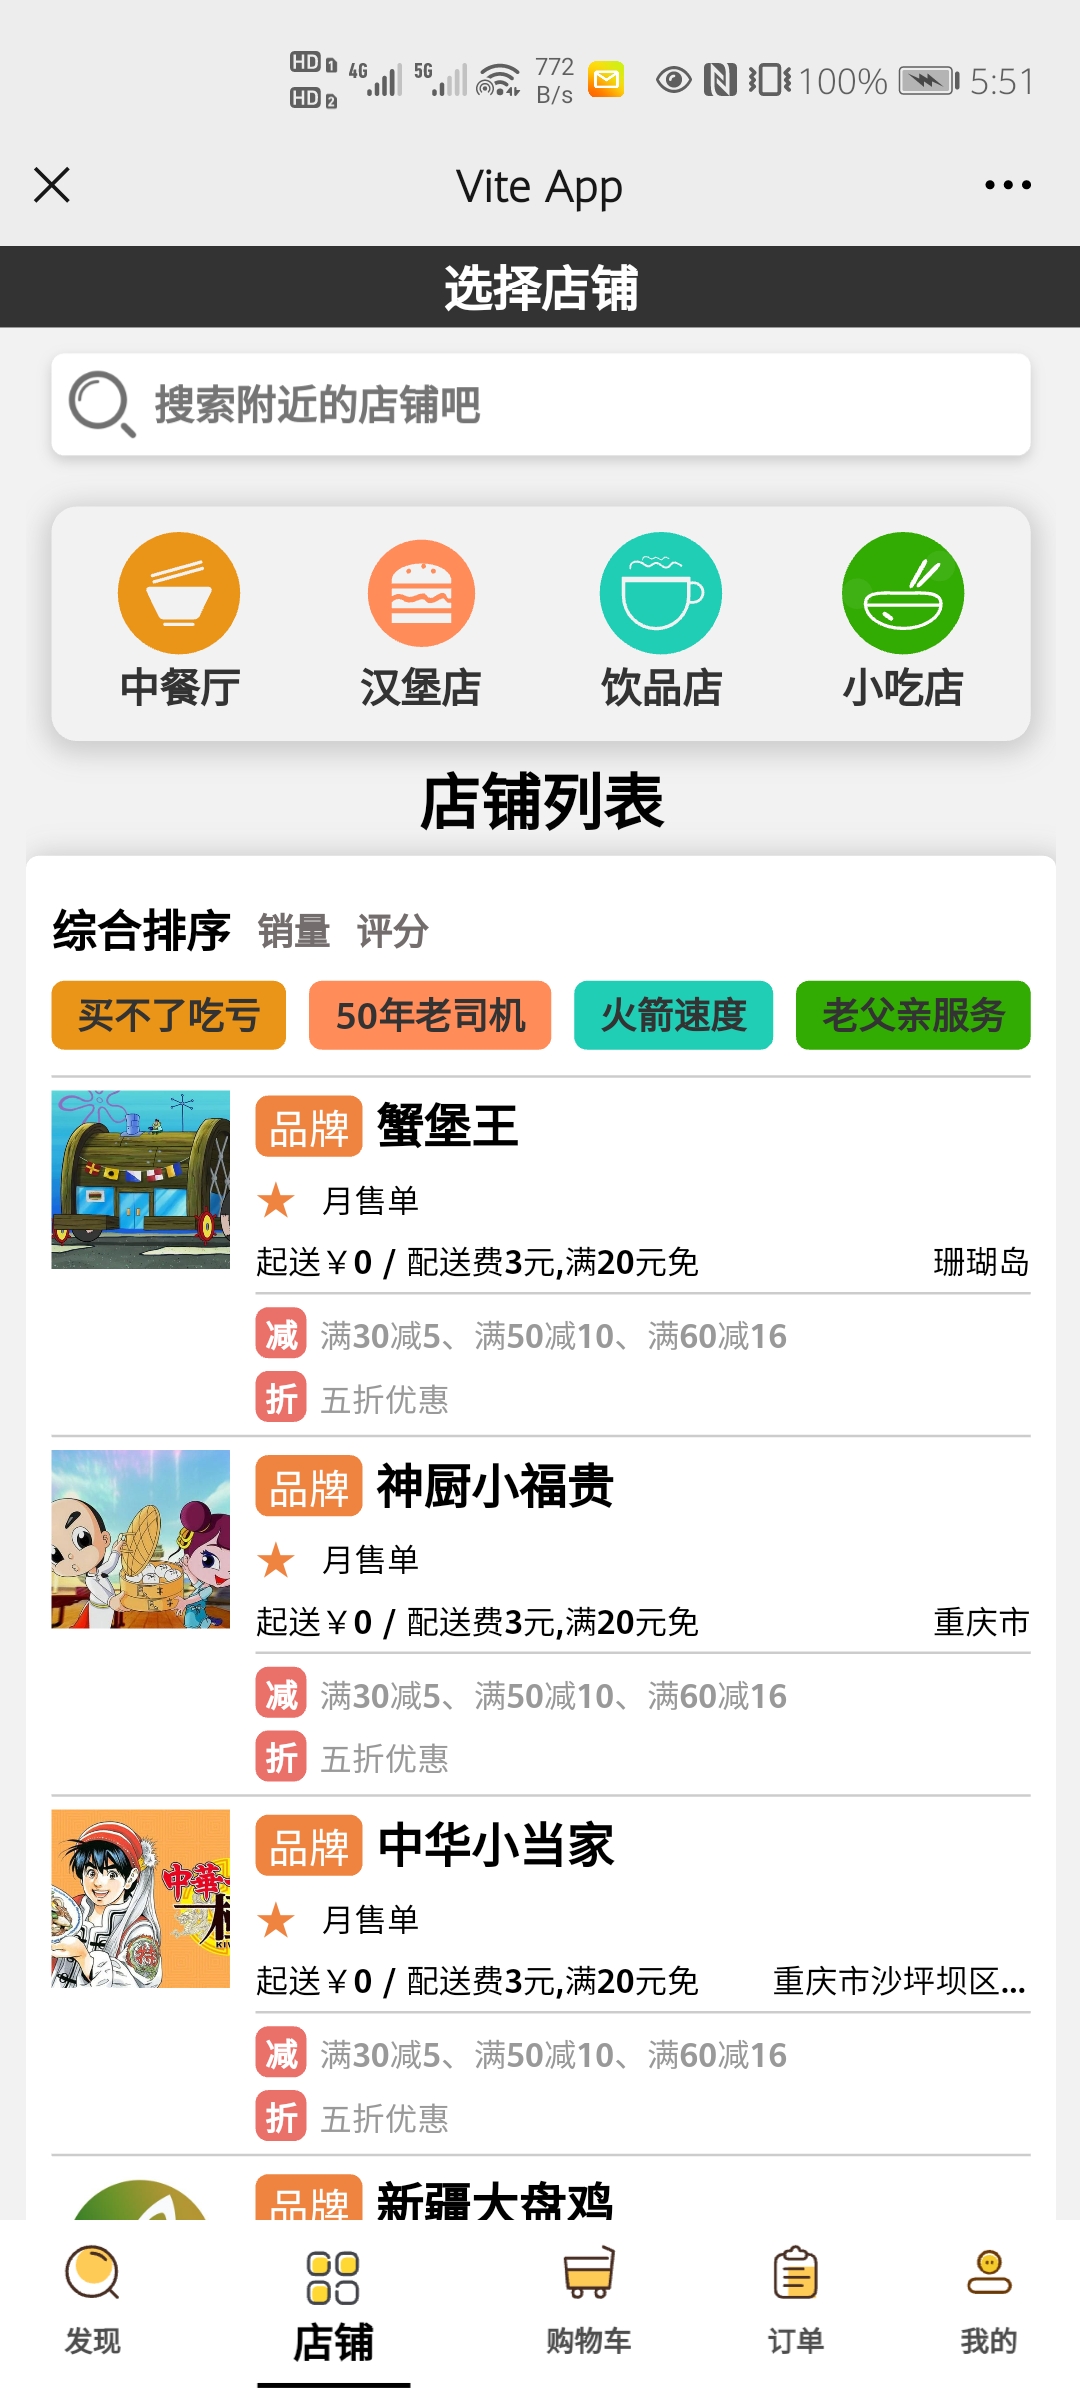 HD 1 4G 5G 772 100% 5:51
HD 2 B/s
Vite App
选择店铺
搜索附近的店铺吧
中餐厅 汉堡店 饮品店 小吃店
店铺列表
综合排序 销量 评分
买不了吃亏 50年老司机 火箭速度 老父亲服务
品牌 蟹堡王
月售单
起送￥0 / 配送费3元,满20元免 珊瑚岛
减 满30减5、满50减10、满60减16
折 五折优惠
品牌 神厨小福贵
月售单
起送￥0 / 配送费3元,满20元免 重庆市
减 满30减5、满50减10、满60减16
折 五折优惠
品牌 中华小当家
中華
月售单
起送￥0 / 配送费3元,满20元免 重庆市沙坪坝区...
减 满30减5、满50减10、满60减16
折 五折优惠
品牌 新疆大盘鸡
发现 店铺 购物车 订单 我的